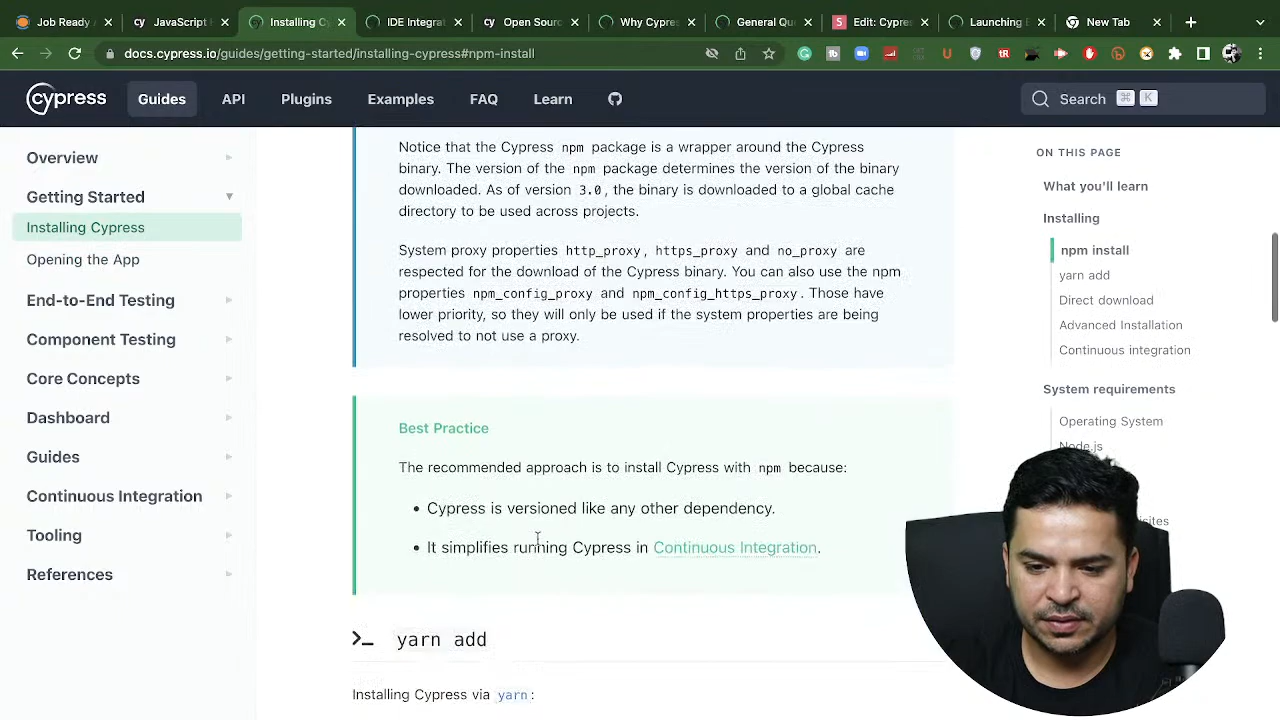 Job Ready
JavaScript
Installing C
IDE Integrat
Open Sourc
Why Cypres
General Que
Edit: Cypre
Launching E
New Tab
docs.cypress.io/guides/getting-started/installing-cypress#npm-install
cypress
Guides
API
Plugins
Examples
FAQ
Learn
Search
⌘ K
Overview
Getting Started
Installing Cypress
Opening the App
End-to-End Testing
Component Testing
Core Concepts
Dashboard
Guides
Continuous Integration
Tooling
References
Notice that the Cypress npm package is a wrapper around the Cypress
binary. The version of the npm package determines the version of the binary
downloaded. As of version 3.0, the binary is downloaded to a global cache
directory to be used across projects.
System proxy properties http_proxy, https_proxy and no_proxy are
respected for the download of the Cypress binary. You can also use the npm
properties npm_config_proxy and npm_config_https_proxy. Those have
lower priority, so they will only be used if the system properties are being
resolved to not use a proxy.
Best Practice
The recommended approach is to install Cypress with npm because:
• Cypress is versioned like any other dependency.
• It simplifies running Cypress in Continuous Integration.
>_ yarn add
Installing Cypress via yarn:
ON THIS PAGE
What you'll learn
Installing
npm install
yarn add
Direct download
Advanced Installation
Continuous integration
System requirements
Operating System
Node.js